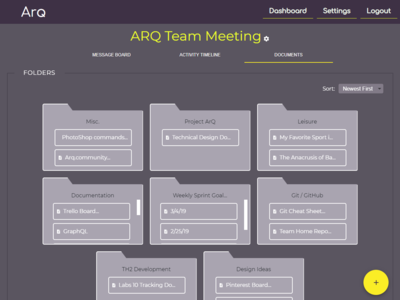 Arq
Dashboard Settings Logout
ARQ Team Meeting
MESSAGE BOARD ACTIVITY TIMELINE DOCUMENTS
FOLDERS
Sort: Newest First
Misc. Project ArQ Leisure
PhotoShop commands... Technical Design Do... My Favorite Sport I...
Arq.community... The Anacrusis of Ba...
Documentation Weekly Sprint Goal... Git / GitHub
Trello Board... 3/4/19 Git Cheat Sheet...
GraphQL 2/25/19 Team Home Repo...
TH2 Development Design Ideas
Labs 10 Tracking Do... Pinterest Board...
+